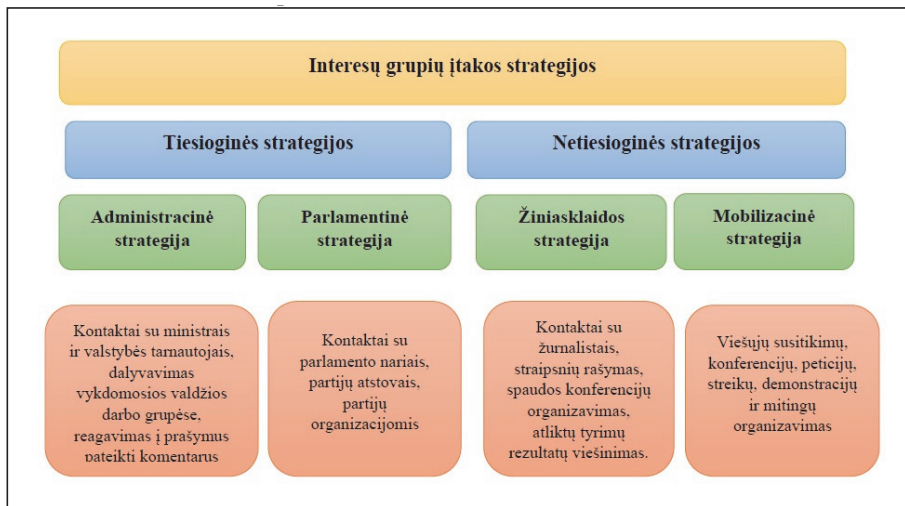 Interesų grupių įtakos strategijos
Tiesioginės strategijos
Netiesioginės strategijos
Administracinė
strategija
Parlamentinė
strategija
Žiniasklaidos
strategija
Mobilizacinė
strategija
Kontaktai su ministrais
ir valstybės tarnautojais,
dalyvavimas
vykdomosios valdžios
darbo grupėse,
reagavimas į prašymus
pateikti komentarus
Kontaktai su
parlamento nariais,
partijų atstovais,
partijų
organizacijomis
Kontaktai su
žurnalistais,
straipsnių rašymas,
spaudos konferencijų
organizavimas,
atliktų tyrimų
rezultatų viešinimas.
Viešųjų susitikimų,
konferencijų, peticijų,
streikų, demonstracijų
ir mitingų
organizavimas